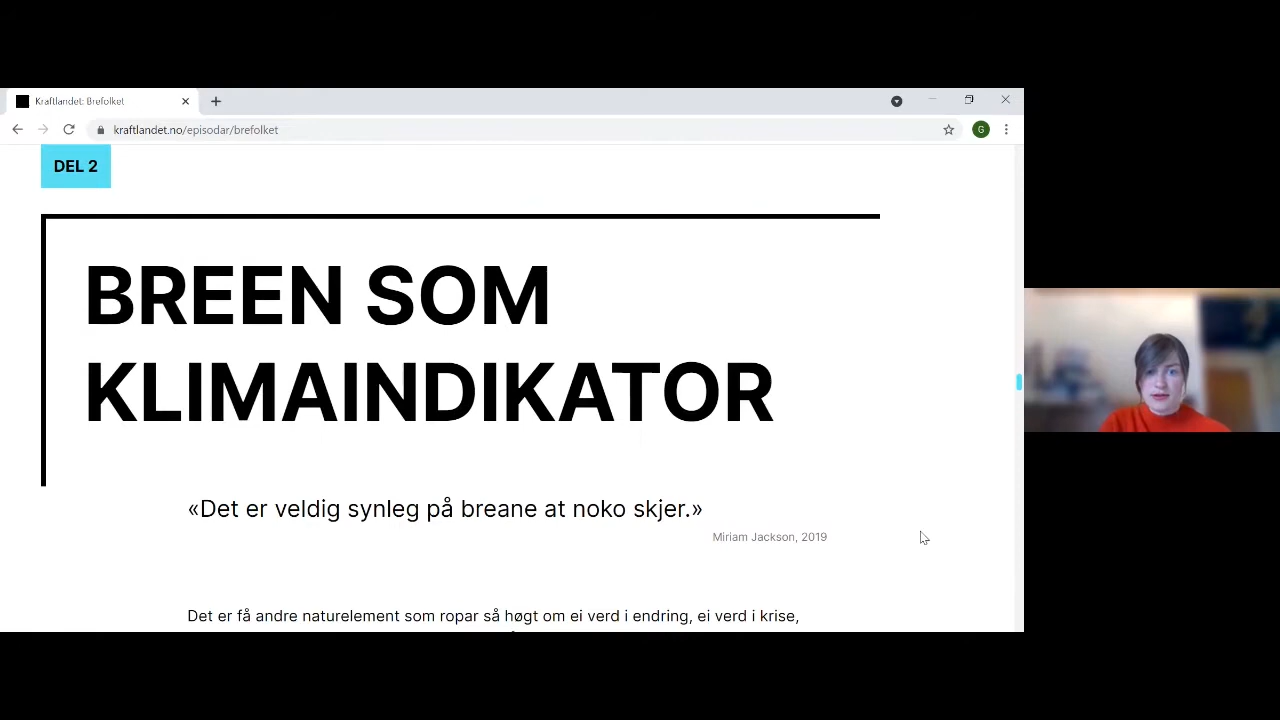 Kraftlandet: Brefolket
kraftlandet.no/episodar/brefolket
G
DEL 2
BREEN SOM
KLIMAINDIKATOR
«Det er veldig synleg på breane at noko skjer.»
Miriam Jackson, 2019
Det er få andre naturelement som ropar så høgt om ei verd i endring, ei verd i krise,